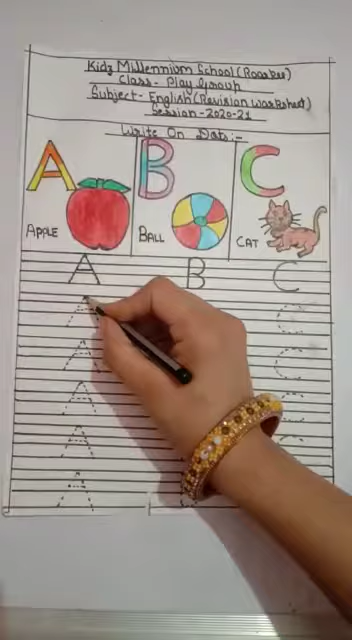 Kidz Millennium School (Roorkee)
Class - Play Group
Subject - English (Revision Worksheet)
Session - 2020-21
Write On Dots :-
A B C
APPLE BALL CAT
A B C
A C
A C
A C
A C
A